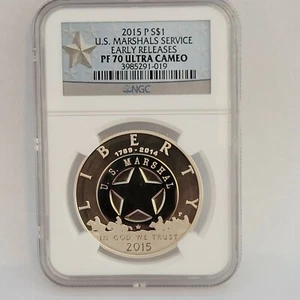 2015 P S$1
U.S. MARSHALS SERVICE
EARLY RELEASES
PF 70 ULTRA CAMEO
3985291-019
NGC
LIBERTY
1789-2014
U.S. MARSHAL
IN GOD WE TRUST
2015